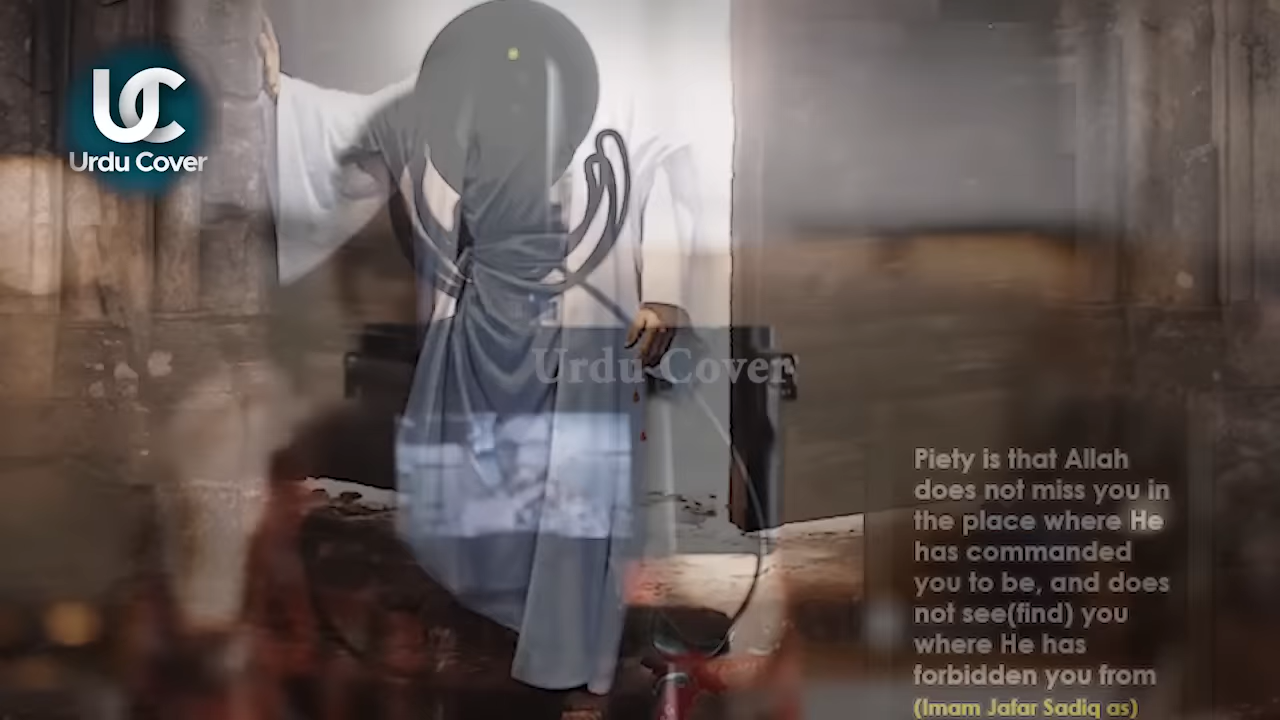 UC
Urdu Cover
Urdu Cover
Piety is that Allah
does not miss you in
the place where He
has commanded
you to be, and does
not see(find) you
where He has
forbidden you from
(Imam Jafar Sadiq as)